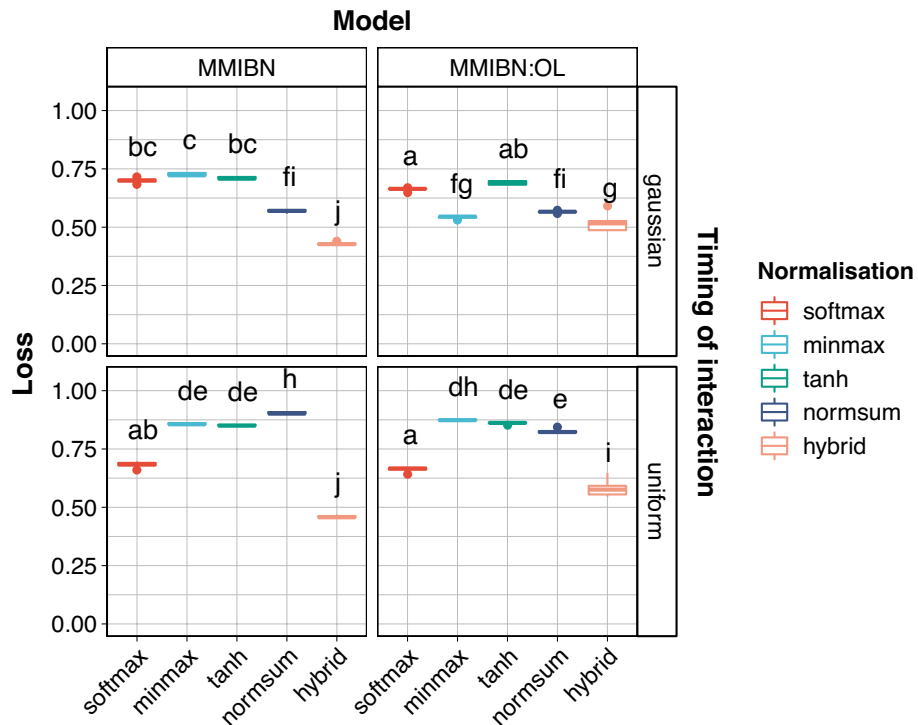 Model
MMIBN
MMIBN:OL
Loss
1.00
0.75
0.50
0.25
0.00
bc
c
bc
fi
j
a
fg
ab
fi
g
gaussian
1.00
0.75
0.50
0.25
0.00
ab
de
de
h
j
a
dh
de
e
i
uniform
Timing of interaction
softmax
minmax
tanh
normsum
hybrid
softmax
minmax
tanh
normsum
hybrid
Normalisation
softmax
minmax
tanh
normsum
hybrid